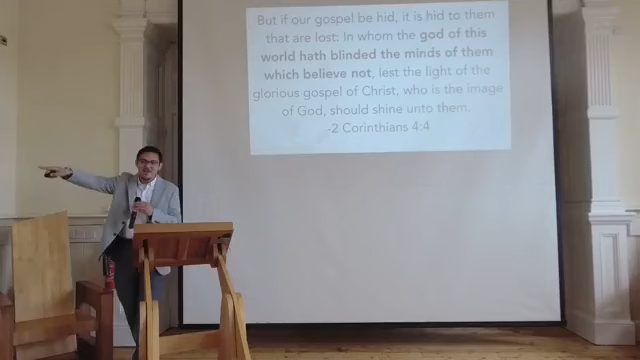 But if our gospel be hid, it is hid to them
that are lost: In whom the god of this
world hath blinded the minds of them
which believe not, lest the light of the
glorious gospel of Christ, who is the image
of God, should shine unto them.
-2 Corinthians 4:4